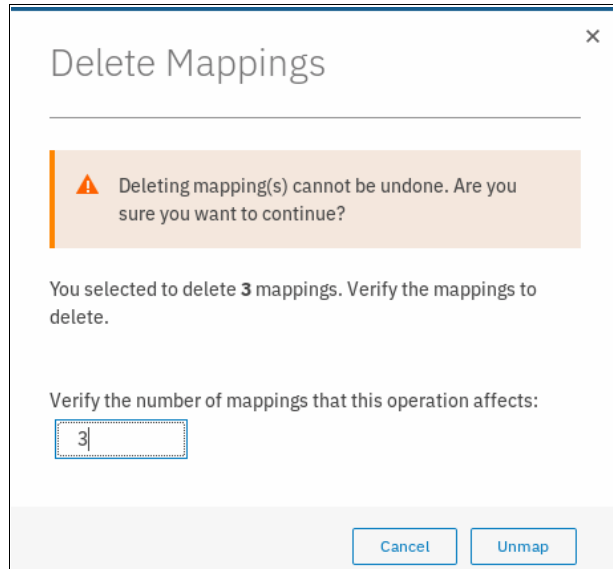 Delete Mappings
Deleting mapping(s) cannot be undone. Are you
sure you want to continue?
You selected to delete 3 mappings. Verify the mappings to
delete.
Verify the number of mappings that this operation affects:
3
Cancel Unmap